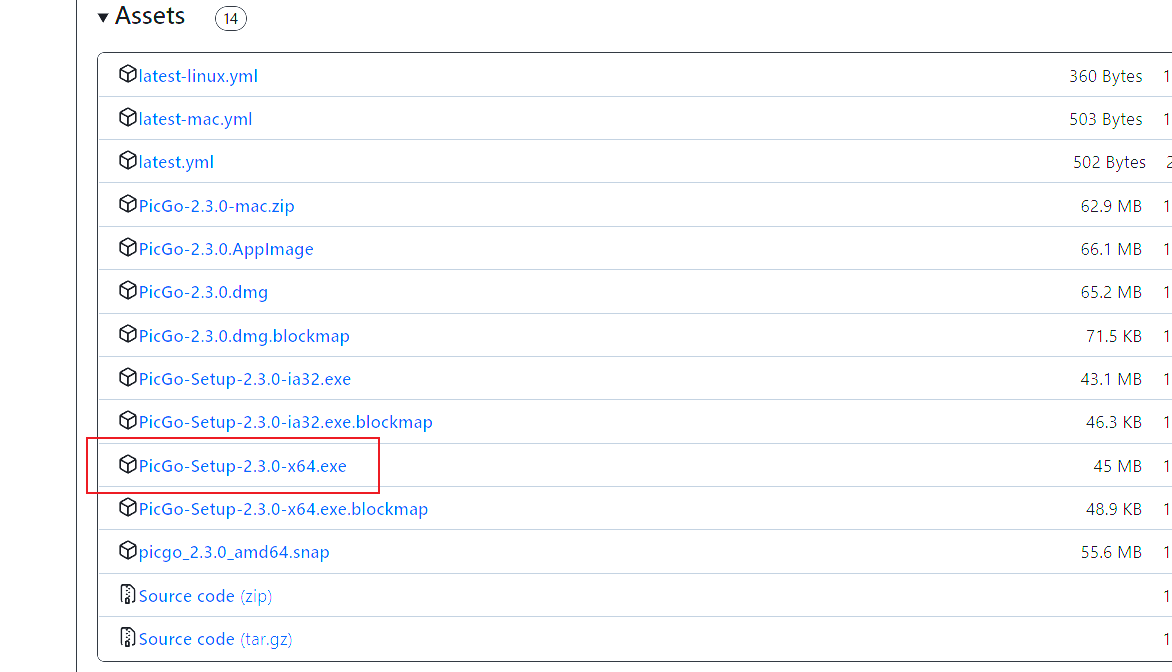 Assets 14
latest-linux.yml 360 Bytes 1
latest-mac.yml 503 Bytes 1
latest.yml 502 Bytes 2
PicGo-2.3.0-mac.zip 62.9 MB 1
PicGo-2.3.0.AppImage 66.1 MB 1
PicGo-2.3.0.dmg 65.2 MB 1
PicGo-2.3.0.dmg.blockmap 71.5 KB 1
PicGo-Setup-2.3.0-ia32.exe 43.1 MB 1
PicGo-Setup-2.3.0-ia32.exe.blockmap 46.3 KB 1
PicGo-Setup-2.3.0-x64.exe 45 MB 1
PicGo-Setup-2.3.0-x64.exe.blockmap 48.9 KB 1
picgo_2.3.0_amd64.snap 55.6 MB 1
Source code (zip) 1
Source code (tar.gz) 1